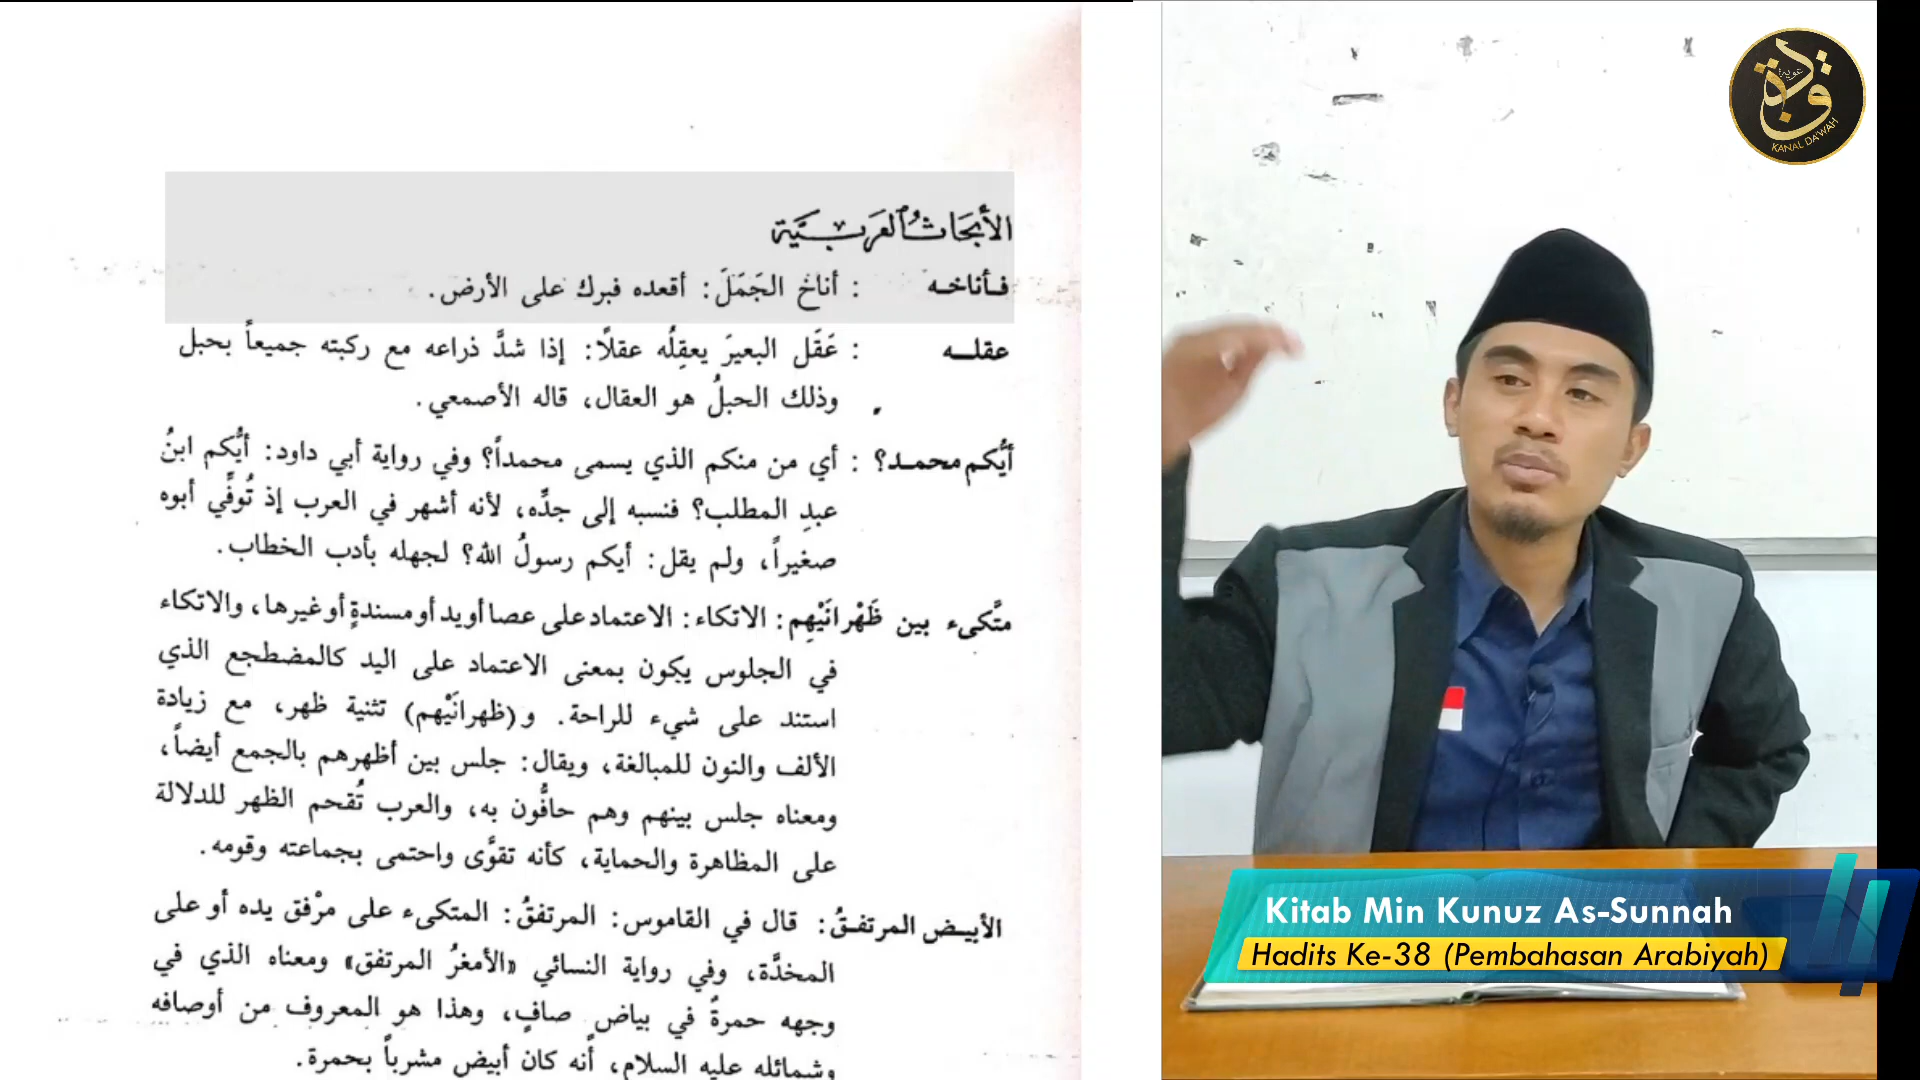 الأبحاث العربية
فأناخه : أناخ الجَمَلَ: أقعده فبرك على الأرض.
عقله : عَقَل البعيرَ يعقِلُه عقلًا: إذا شدَّ ذراعه مع ركبته جميعاً بحبل
وذلك الحبلُ هو العقال، قاله الأصمعي.
أيُّكم محمد؟ : أي من منكم الذي يسمى محمداً؟ وفي رواية أبي داود: أيُّكم ابنُ
عبدِ المطلب؟ فنسبه إلى جدِّه، لأنه أشهر في العرب إذ تُوفِّي أبوه
صغيراً، ولم يقل: أيكم رسولُ الله؟ لجهله بأدب الخطاب.
متَّكىء بين ظَهْرانَيْهِم: الاتكاء: الاعتماد على عصا أو يد أو مسندةٍ أو غيرها، والاتكاء
في الجلوس يكون بمعنى الاعتماد على اليد كالمضطجع الذي
استند على شيء للراحة. و(ظهرانَيْهم) تثنية ظهر، مع زيادة
الألف والنون للمبالغة، ويقال: جلس بين أظهرهم بالجمع أيضاً،
ومعناه جلس بينهم وهم حافُّون به، والعرب تُقحم الظهر للدلالة
على المظاهرة والحماية، كأنه تقوَّى واحتمى بجماعته وقومه.
الأبيض المرتفقُ: قال في القاموس: المرتفقُ: المتكىء على مرْفق يده أو على
المخدَّة، وفي رواية النسائي «الأمغرُ المرتفق» ومعناه الذي في
وجهه حمرةٌ في بياض صافٍ، وهذا هو المعروف من أوصافه
وشمائله عليه السلام، أنه كان أبيض مشرباً بحمرة.
KANAL DA'WAH
Kitab Min Kunuz As-Sunnah
Hadits Ke-38 (Pembahasan Arabiyah)